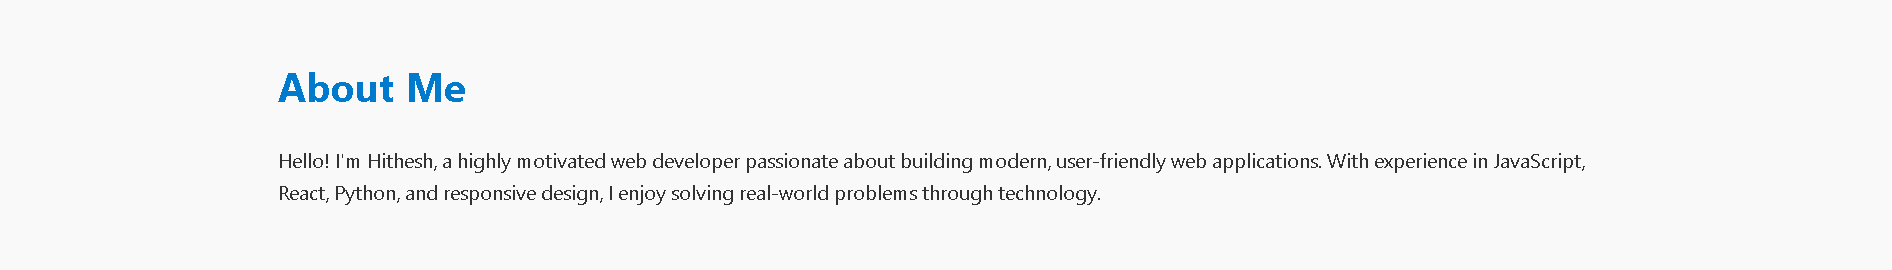 About Me
Hello! I'm Hithesh, a highly motivated web developer passionate about building modern, user-friendly web applications. With experience in JavaScript,
React, Python, and responsive design, I enjoy solving real-world problems through technology.